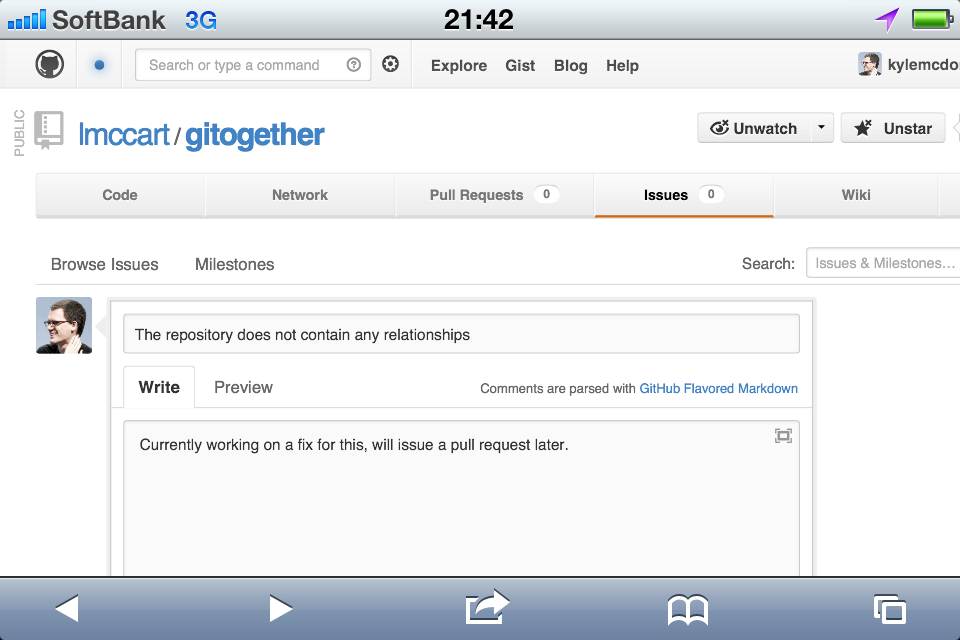 SoftBank 3G 21:42
Search or type a command Explore Gist Blog Help kylemcdo
PUBLIC
lmccart / gitogether Unwatch Unstar
Code Network Pull Requests 0 Issues 0 Wiki
Browse Issues Milestones Search: Issues & Milestones...
The repository does not contain any relationships
Write Preview Comments are parsed with GitHub Flavored Markdown
Currently working on a fix for this, will issue a pull request later.